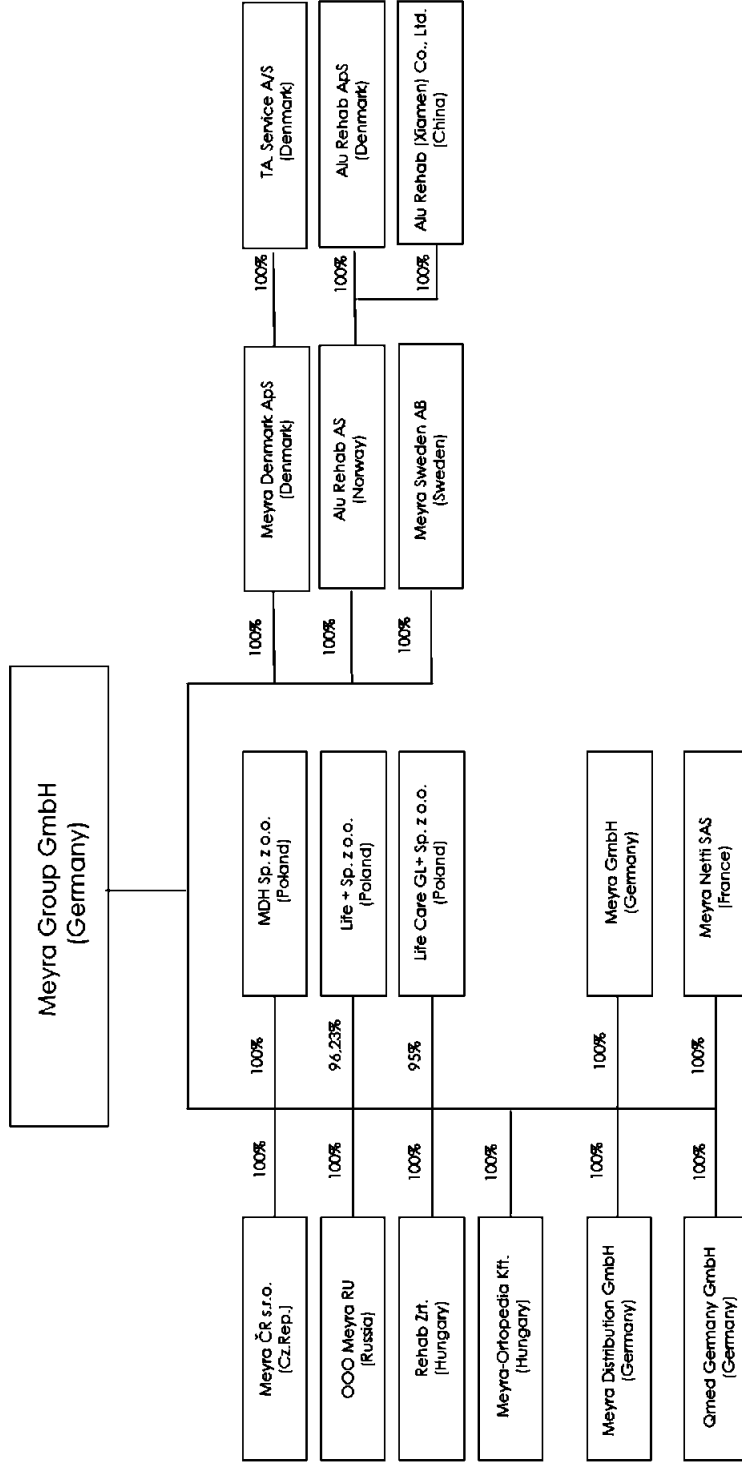 Meyra Group GmbH
(Germany)
Meyra ČR s.r.o.
(Cz.Rep.)
100%
100%
MDH Sp. z o.o.
(Poland)
100%
Meyra Denmark ApS
(Denmark)
100%
TA. Service A/S
(Denmark)
OOO Meyra RU
(Russia)
100%
96,23%
Life + Sp. z o.o.
(Poland)
100%
Alu Rehab AS
(Norway)
100%
Alu Rehab ApS
(Denmark)
Rehab Zrt.
(Hungary)
100%
95%
Life Care GL+ Sp. z o.o.
(Poland)
100%
Meyra Sweden AB
(Sweden)
100%
Alu Rehab (Xiamen) Co., Ltd.
(China)
Meyra-Ortopedia Kft.
(Hungary)
100%
Meyra Distribution GmbH
(Germany)
100%
100%
Meyra GmbH
(Germany)
Qmed Germany GmbH
(Germany)
100%
100%
Meyra Netti SAS
(France)